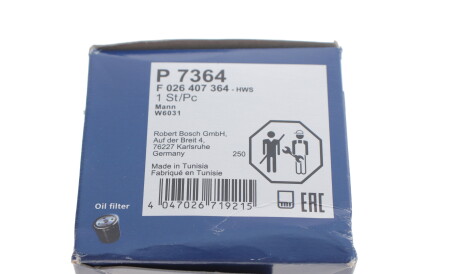 P 7364
F 026 407 364 - HWS
1 St/Pc
Mann
W6031
Robert Bosch GmbH,
Auf der Breit 4,
76227 Karlsruhe
Germany 250
Made in Tunisia
Fabriqué en Tunisie
4 047026 719215
Oil filter
EAC